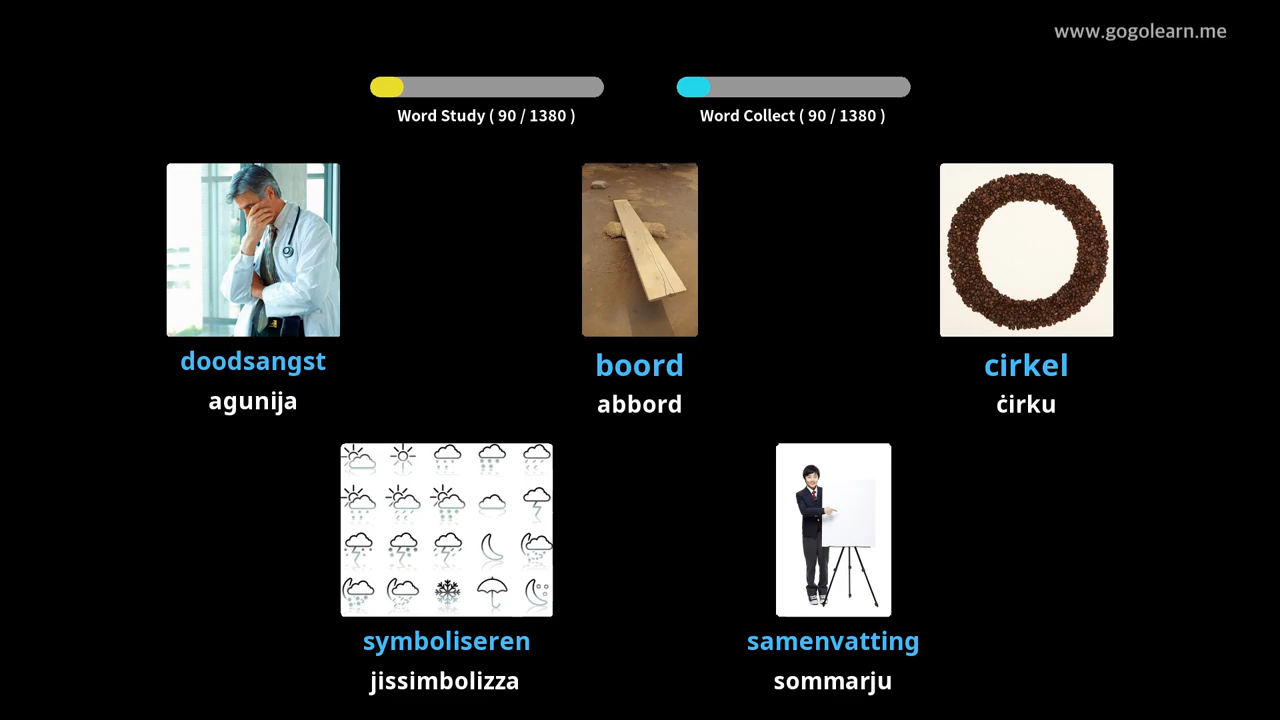 www.gogolearn.me
Word Study ( 90 / 1380 )
Word Collect ( 90 / 1380 )
doodsangst
agunija
boord
abbord
cirkel
ċirku
symboliseren
jissimbolizza
samenvatting
sommarju